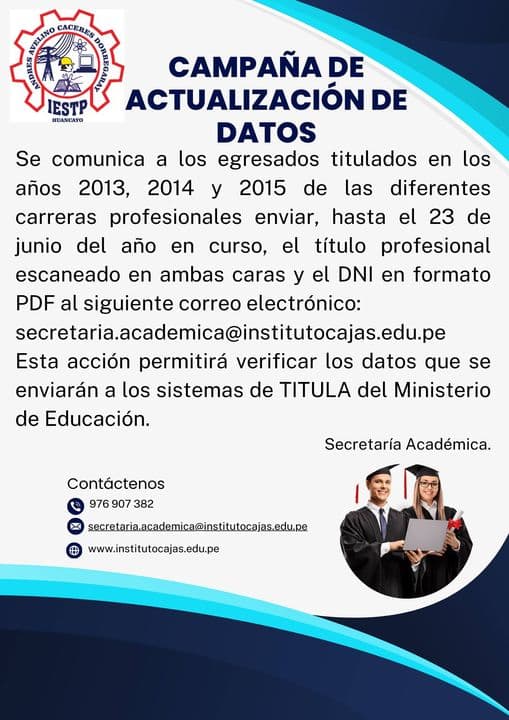 ANDRES AVELINO CACERES DORREGARAY
IESTP
HUANCAYO
CAMPAÑA DE
ACTUALIZACIÓN DE
DATOS
Se comunica a los egresados titulados en los
años 2013, 2014 y 2015 de las diferentes
carreras profesionales enviar, hasta el 23 de
junio del año en curso, el título profesional
escaneado en ambas caras y el DNI en formato
PDF al siguiente correo electrónico:
secretaria.academica@institutocajas.edu.pe
Esta acción permitirá verificar los datos que se
enviarán a los sistemas de TITULA del Ministerio
de Educación.
Secretaría Académica.
Contáctenos
976 907 382
secretaria.academica@institutocajas.edu.pe
www.institutocajas.edu.pe